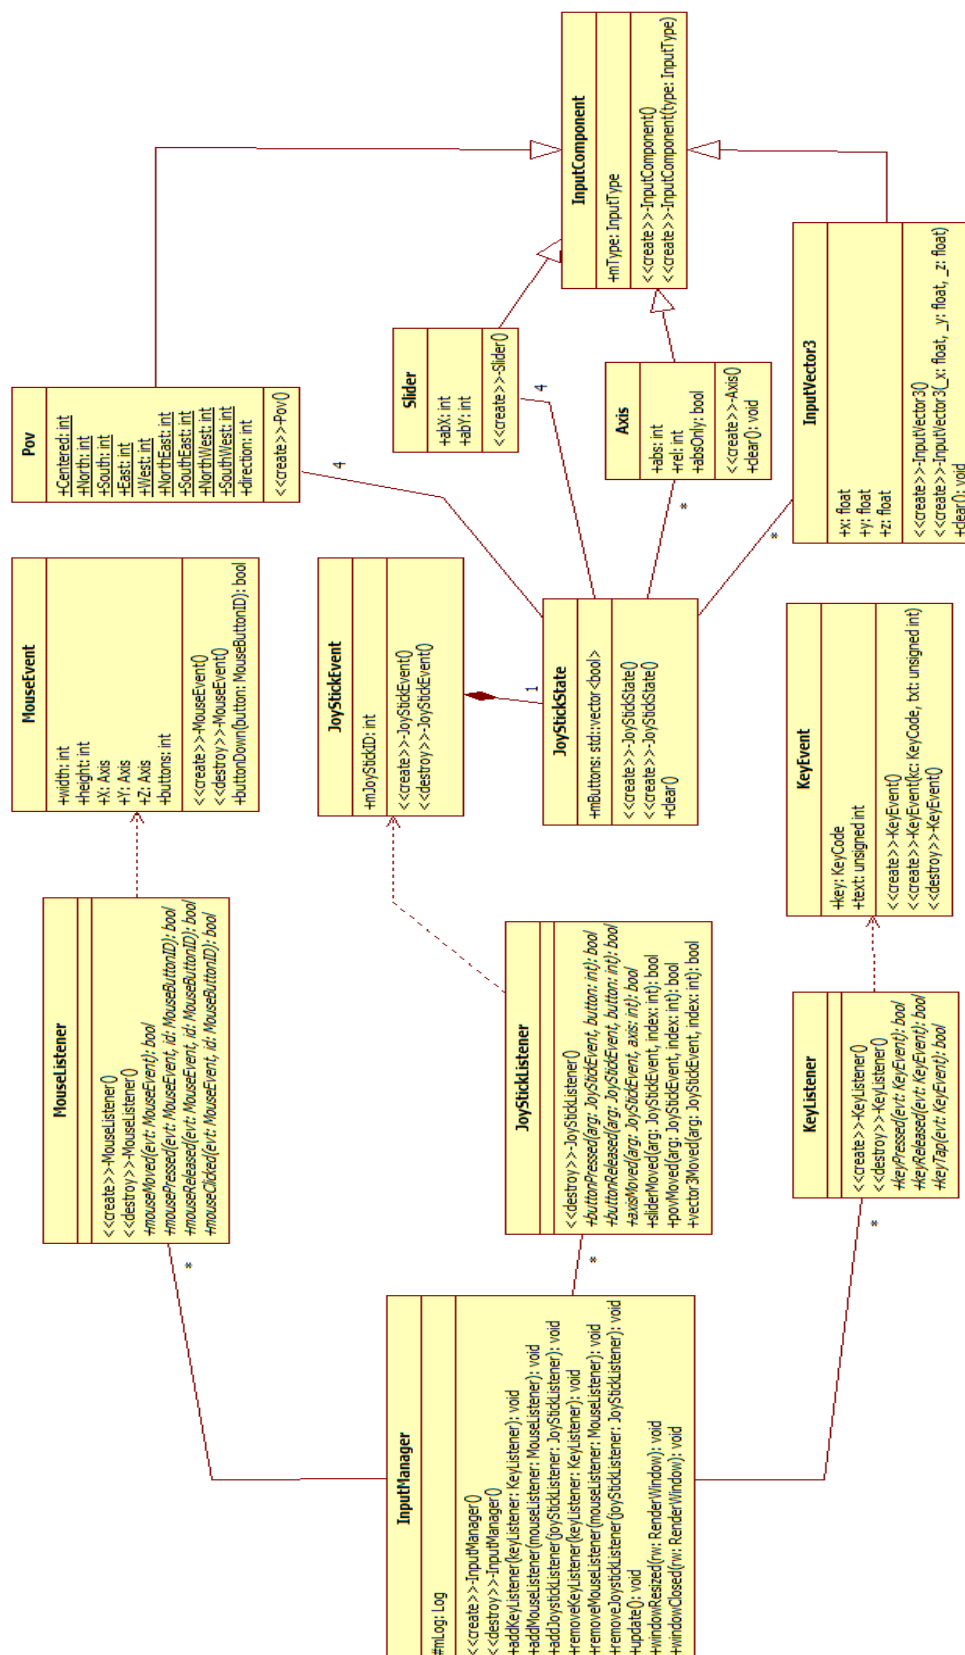 InputManager
#mLog: Log
<<create>>-InputManager()
<<destroy>>-InputManager()
+addKeyListener(keyListener: KeyListener): void
+addMouseListener(mouseListener: MouseListener): void
+addJoystickListener(joyStickListener: JoyStickListener): void
+removeKeyListener(keyListener: KeyListener): void
+removeMouseListener(mouseListener: MouseListener): void
+removeJoystickListener(joyStickListener: JoyStickListener): void
+update(): void
+windowResized(rw: RenderWindow): void
+windowClosed(rw: RenderWindow): void
*
*
*
MouseListener
<<create>>-MouseListener()
<<destroy>>-MouseListener()
+mouseMoved(evt: MouseEvent): bool
+mousePressed(evt: MouseEvent, id: MouseButtonID): bool
+mouseReleased(evt: MouseEvent, id: MouseButtonID): bool
+mouseClicked(evt: MouseEvent, id: MouseButtonID): bool
JoyStickListener
<<destroy>>-JoyStickListener()
+buttonPressed(arg: JoyStickEvent, button: int): bool
+buttonReleased(arg: JoyStickEvent, button: int): bool
+axisMoved(arg: JoyStickEvent, axis: int): bool
+sliderMoved(arg: JoyStickEvent, index: int): bool
+povMoved(arg: JoyStickEvent, index: int): bool
+vector3Moved(arg: JoyStickEvent, index: int): bool
KeyListener
<<create>>-KeyListener()
<<destroy>>-KeyListener()
+keyPressed(evt: KeyEvent): bool
+keyReleased(evt: KeyEvent): bool
+keyTap(evt: KeyEvent): bool
MouseEvent
+width: int
+height: int
+X: Axis
+Y: Axis
+Z: Axis
+buttons: int
<<create>>-MouseEvent()
<<destroy>>-MouseEvent()
+buttonDown(button: MouseButtonID): bool
JoyStickEvent
+mJoyStickID: int
<<create>>-JoyStickEvent()
<<destroy>>-JoyStickEvent()
1
JoyStickState
+mButtons: std::vector<bool>
<<create>>-JoyStickState()
<<create>>-JoyStickState()
+clear()
KeyEvent
+key: KeyCode
+text: unsigned int
<<create>>-KeyEvent()
<<create>>-KeyEvent(kc: KeyCode, txt: unsigned int)
<<destroy>>-KeyEvent()
4
4
*
*
Pov
+Centered: int
+North: int
+South: int
+East: int
+West: int
+NorthEast: int
+SouthEast: int
+NorthWest: int
+SouthWest: int
+direction: int
<<create>>-Pov()
Slider
+abX: int
+abY: int
<<create>>-Slider()
Axis
+abs: int
+rel: int
+absOnly: bool
<<create>>-Axis()
+clear(): void
InputVector3
+x: float
+y: float
+z: float
<<create>>-InputVector3()
<<create>>-InputVector3(_x: float, _y: float, _z: float)
+clear(): void
InputComponent
+mType: InputType
<<create>>-InputComponent()
<<create>>-InputComponent(type: InputType)